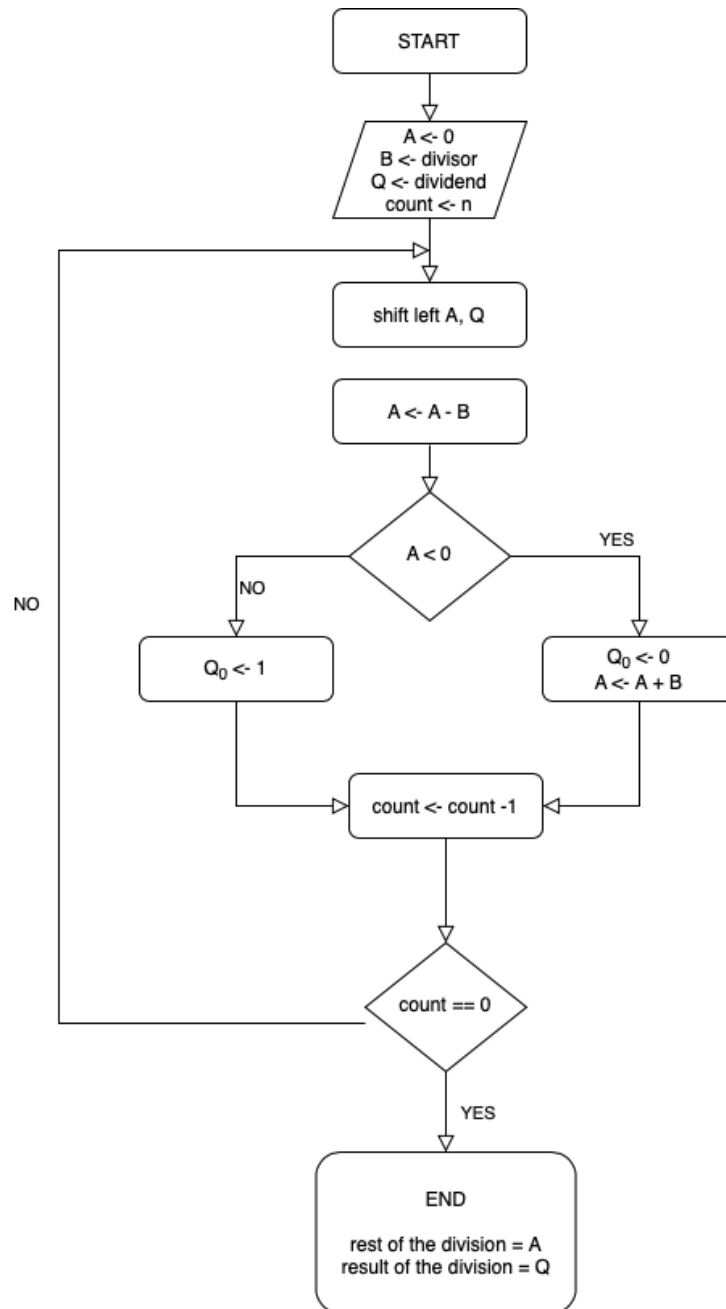 START
A <- 0
B <- divisor
Q <- dividend
count <- n
shift left A, Q
A <- A - B
A < 0
YES
NO
NO
Q₀ <- 1
Q₀ <- 0
A <- A + B
count <- count -1
count == 0
YES
END
rest of the division = A
result of the division = Q